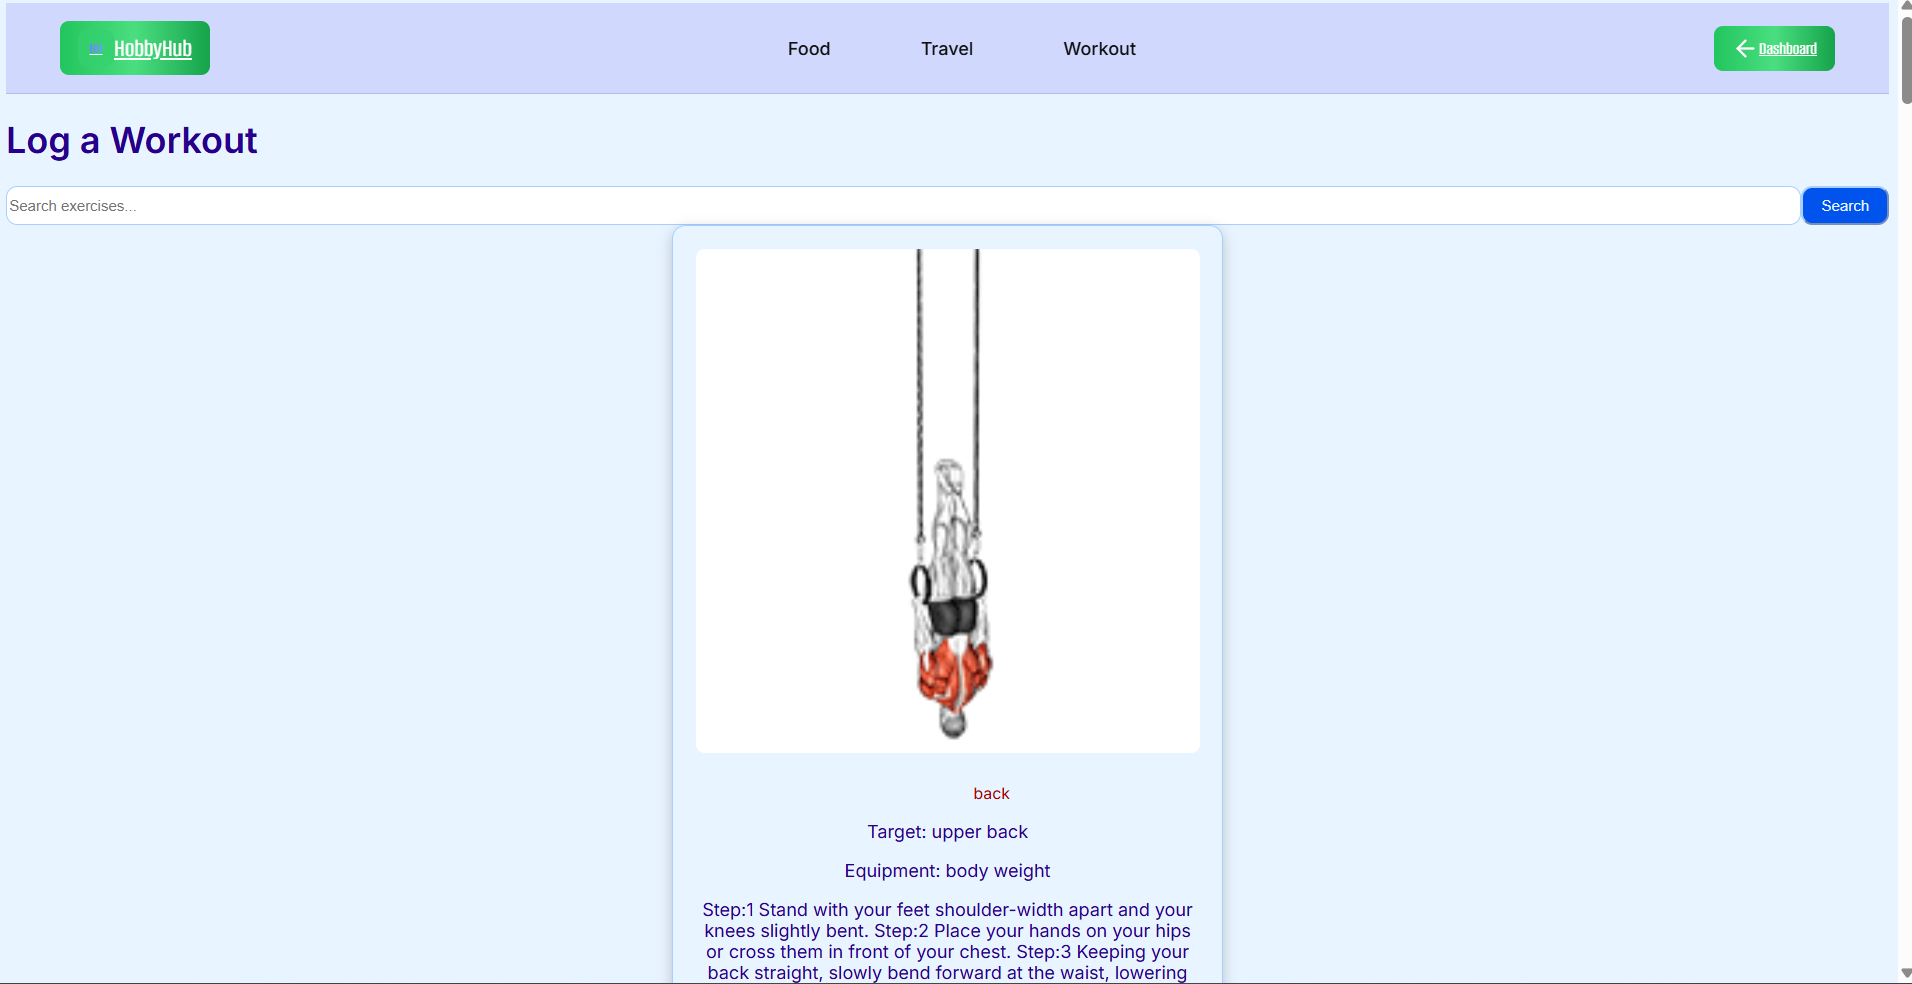 HobbyHub
Food
Travel
Workout
Dashboard
Log a Workout
Search exercises...
Search
back
Target: upper back
Equipment: body weight
Step:1 Stand with your feet shoulder-width apart and your
knees slightly bent. Step:2 Place your hands on your hips
or cross them in front of your chest. Step:3 Keeping your
back straight, slowly bend forward at the waist, lowering